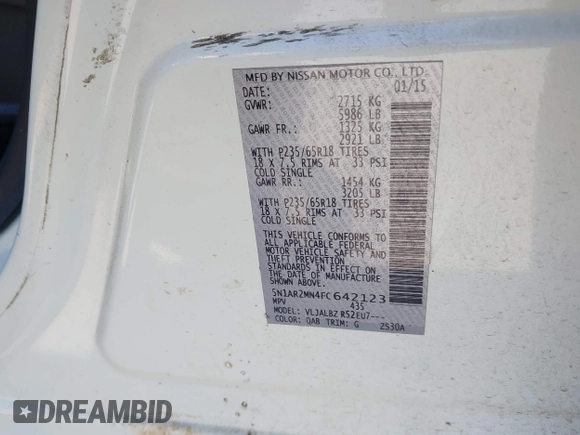 MFD BY NISSAN MOTOR CO., LTD.
DATE: 01/15
GVWR: 2715 KG
5986 LB
GAWR FR.: 1325 KG
2921 LB
WITH P235/65R18 TIRES
18 X 7.5 RIMS AT 33 PSI
COLD SINGLE
GAWR RR.: 1454 KG
3205 LB
WITH P235/65R18 TIRES
18 X 7.5 RIMS AT 33 PSI
COLD SINGLE
THIS VEHICLE CONFORMS TO
ALL APPLICABLE FEDERAL
MOTOR VEHICLE SAFETY AND
THEFT PREVENTION
STANDARDS IN EFFECT ON
THE DATE OF MANUFACTURE
SHOWN ABOVE.
5N1AR2MN4FC642123
MPV 435
MODEL: VLJALBZ R52EU7---
COLOR: QAB TRIM: G 2S30A
DREAMBID